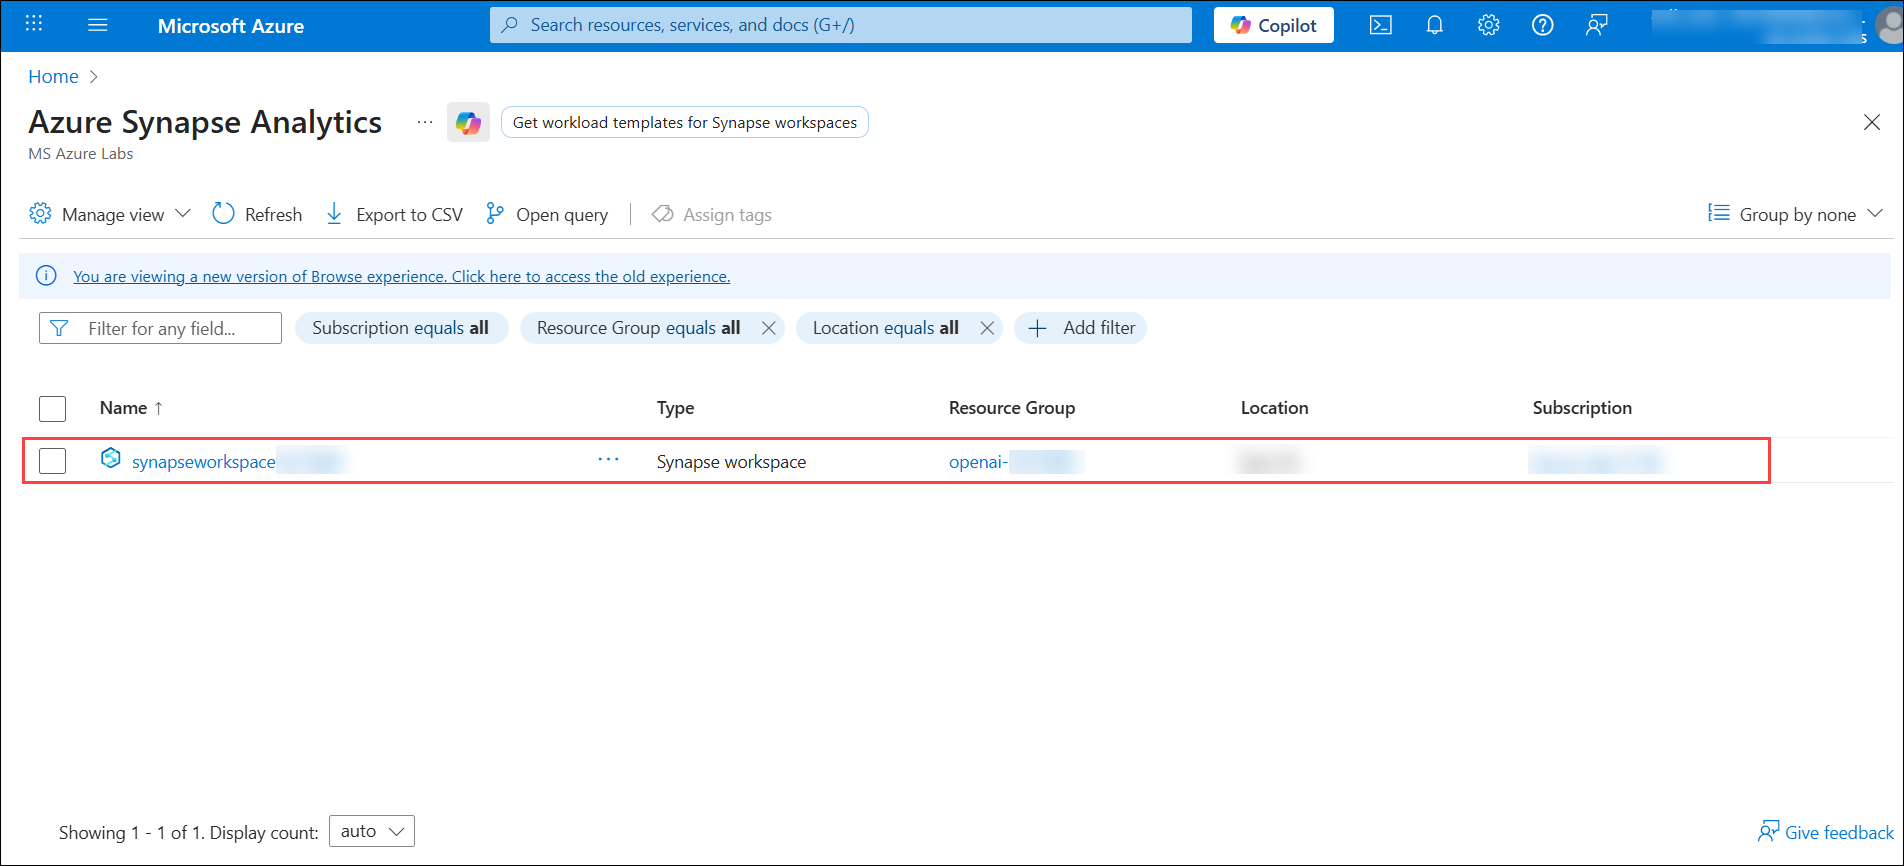 Microsoft Azure
Search resources, services, and docs (G+/)
Copilot
Home
Azure Synapse Analytics
Get workload templates for Synapse workspaces
MS Azure Labs
Manage view
Refresh
Export to CSV
Open query
Assign tags
Group by none
You are viewing a new version of Browse experience. Click here to access the old experience.
Filter for any field...
Subscription equals all
Resource Group equals all
Location equals all
Add filter
Name ↑
Type
Resource Group
Location
Subscription
synapseworkspace
Synapse workspace
openai-
Showing 1 - 1 of 1. Display count:
auto
Give feedback